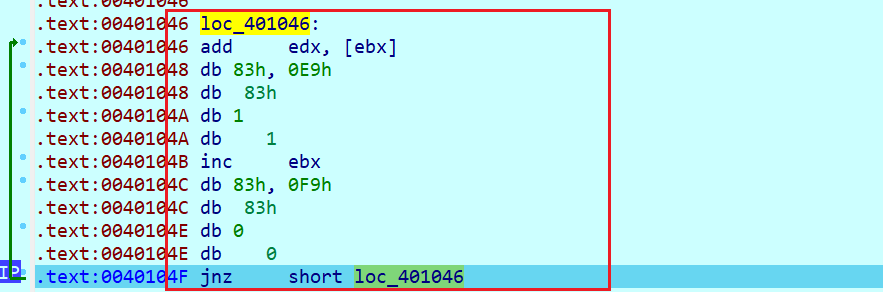 .text:00401046
.text:00401046 loc_401046:
.text:00401046 add edx, [ebx]
.text:00401048 db 83h, 0E9h
.text:00401048 db 83h
.text:0040104A db 1
.text:0040104A db 1
.text:0040104B inc ebx
.text:0040104C db 83h, 0F9h
.text:0040104C db 83h
.text:0040104E db 0
.text:0040104E db 0
IP .text:0040104F jnz short loc_401046